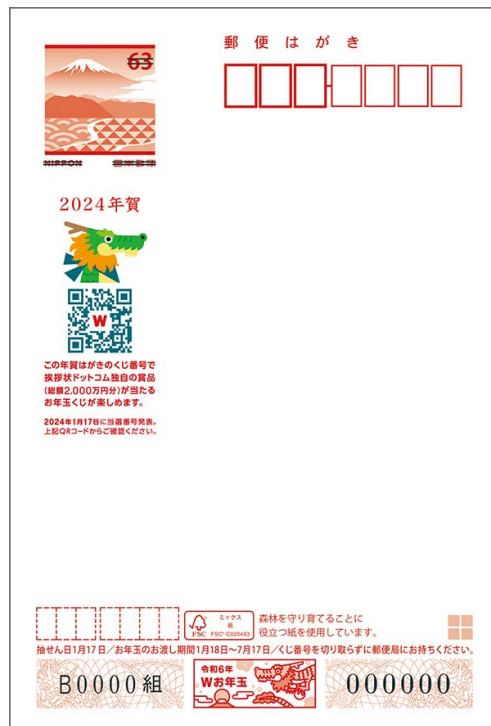 郵便はがき
63
NIPPON 日本郵便
2024年賀
W
この年賀はがきのくじ番号で
挨拶状ドットコム独自の賞品
(総額2,000万円分)が当たる
お年玉くじが楽しめます。
2024年1月17日に当選番号発表。
上記QRコードからご確認ください。
FSC
ミックス
紙
FSC® C020493
森林を守り育てることに
役立つ紙を使用しています。
抽せん日1月17日/お年玉のお渡し期間1月18日~7月17日/くじ番号を切り取らずに郵便局にお持ちください。
B0000組
令和6年
Wお年玉
000000